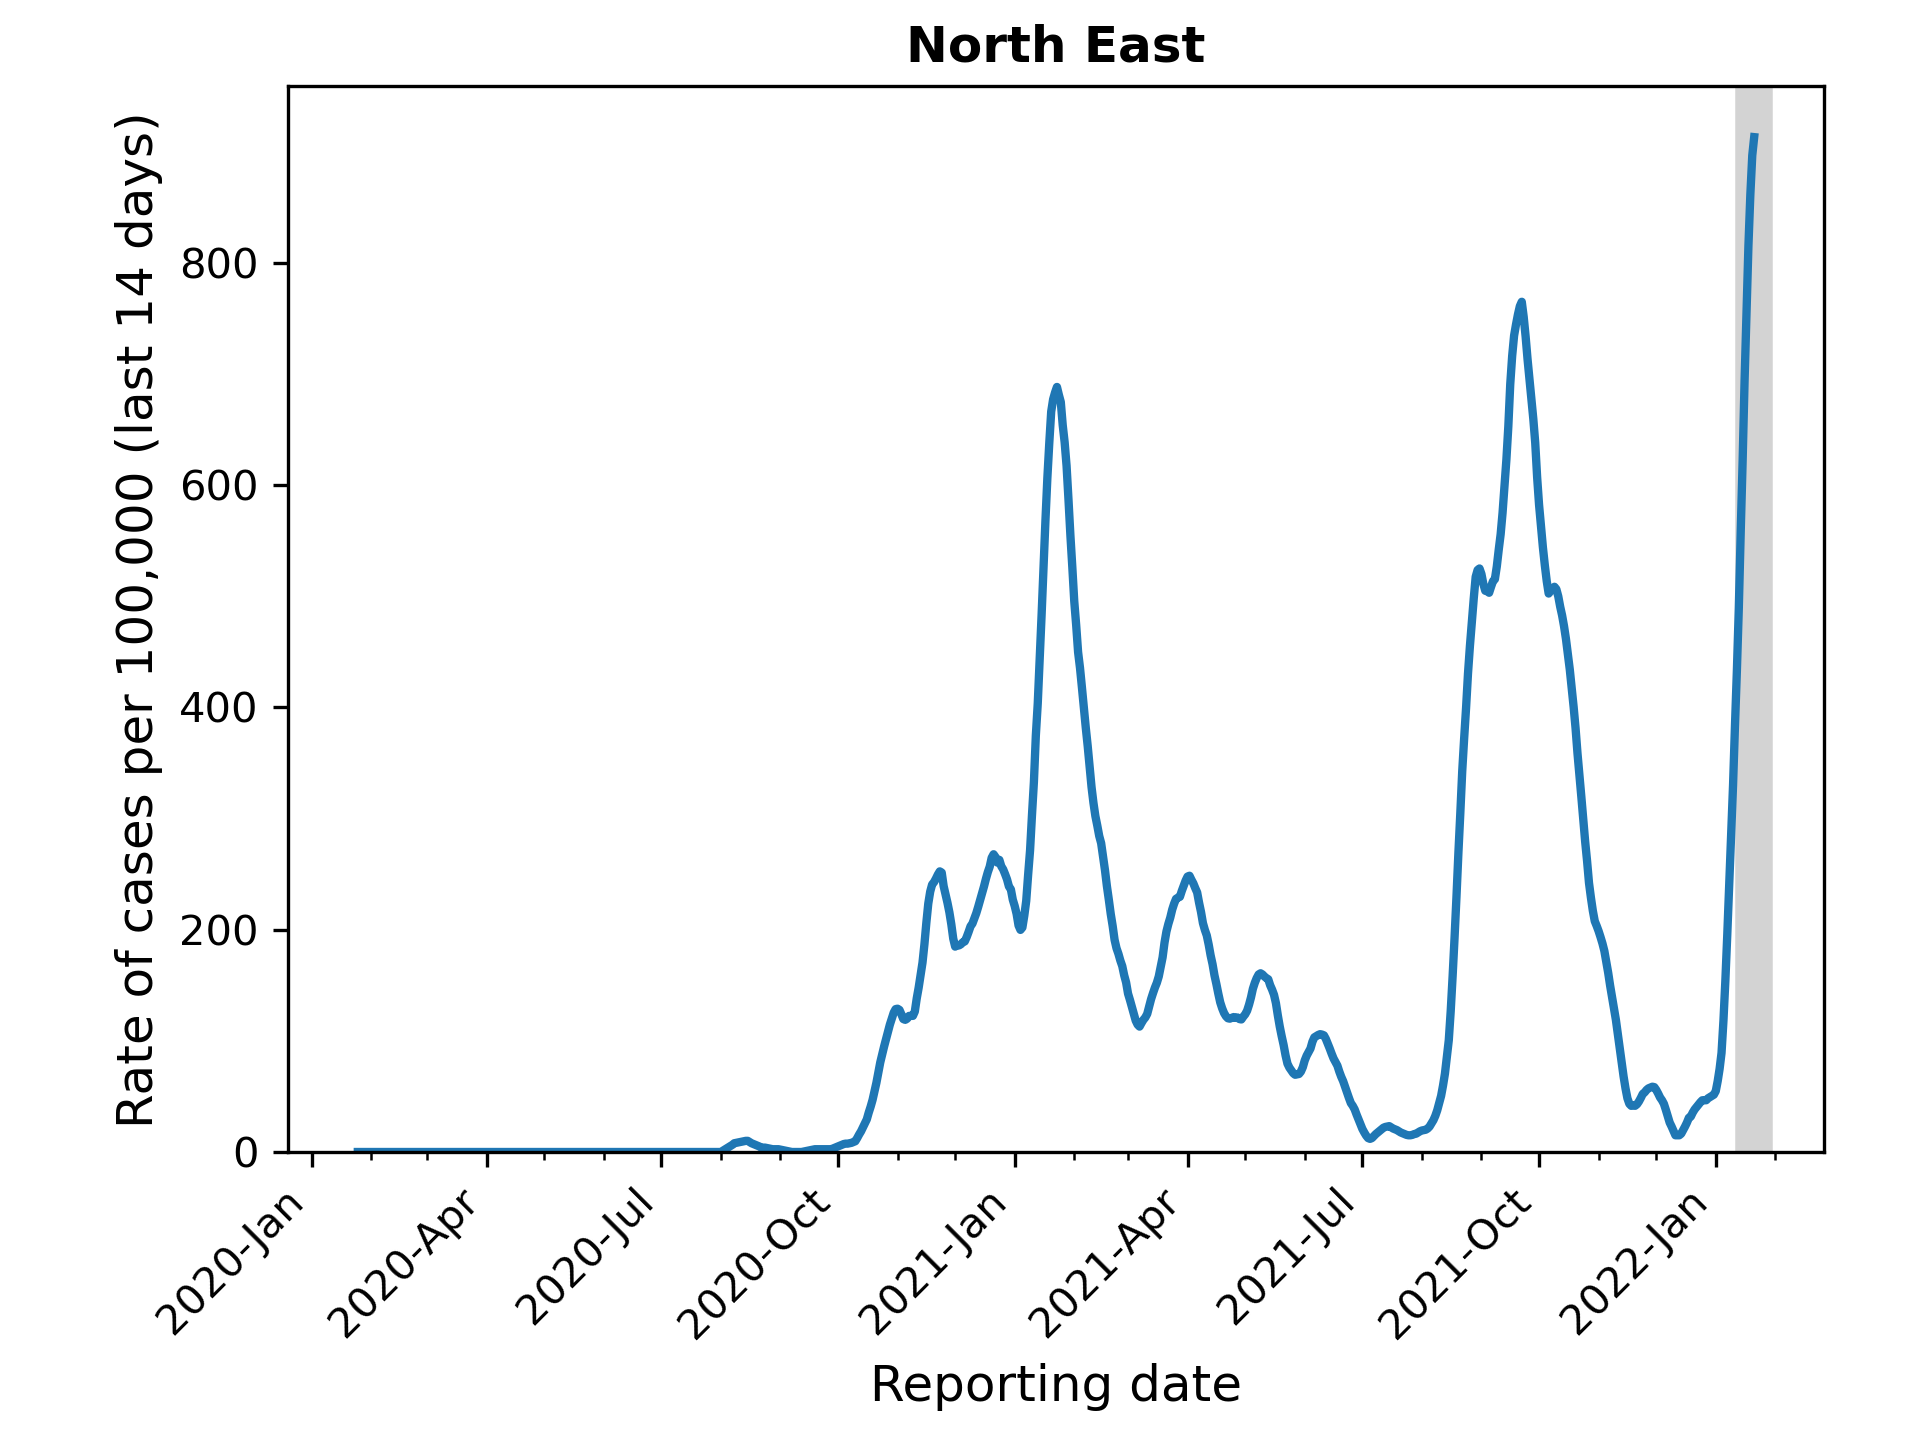 North East
Rate of cases per 100,000 (last 14 days)
800
600
400
200
0
2020-Jan
2020-Apr
2020-Jul
2020-Oct
2021-Jan
2021-Apr
2021-Jul
2021-Oct
2022-Jan
Reporting date